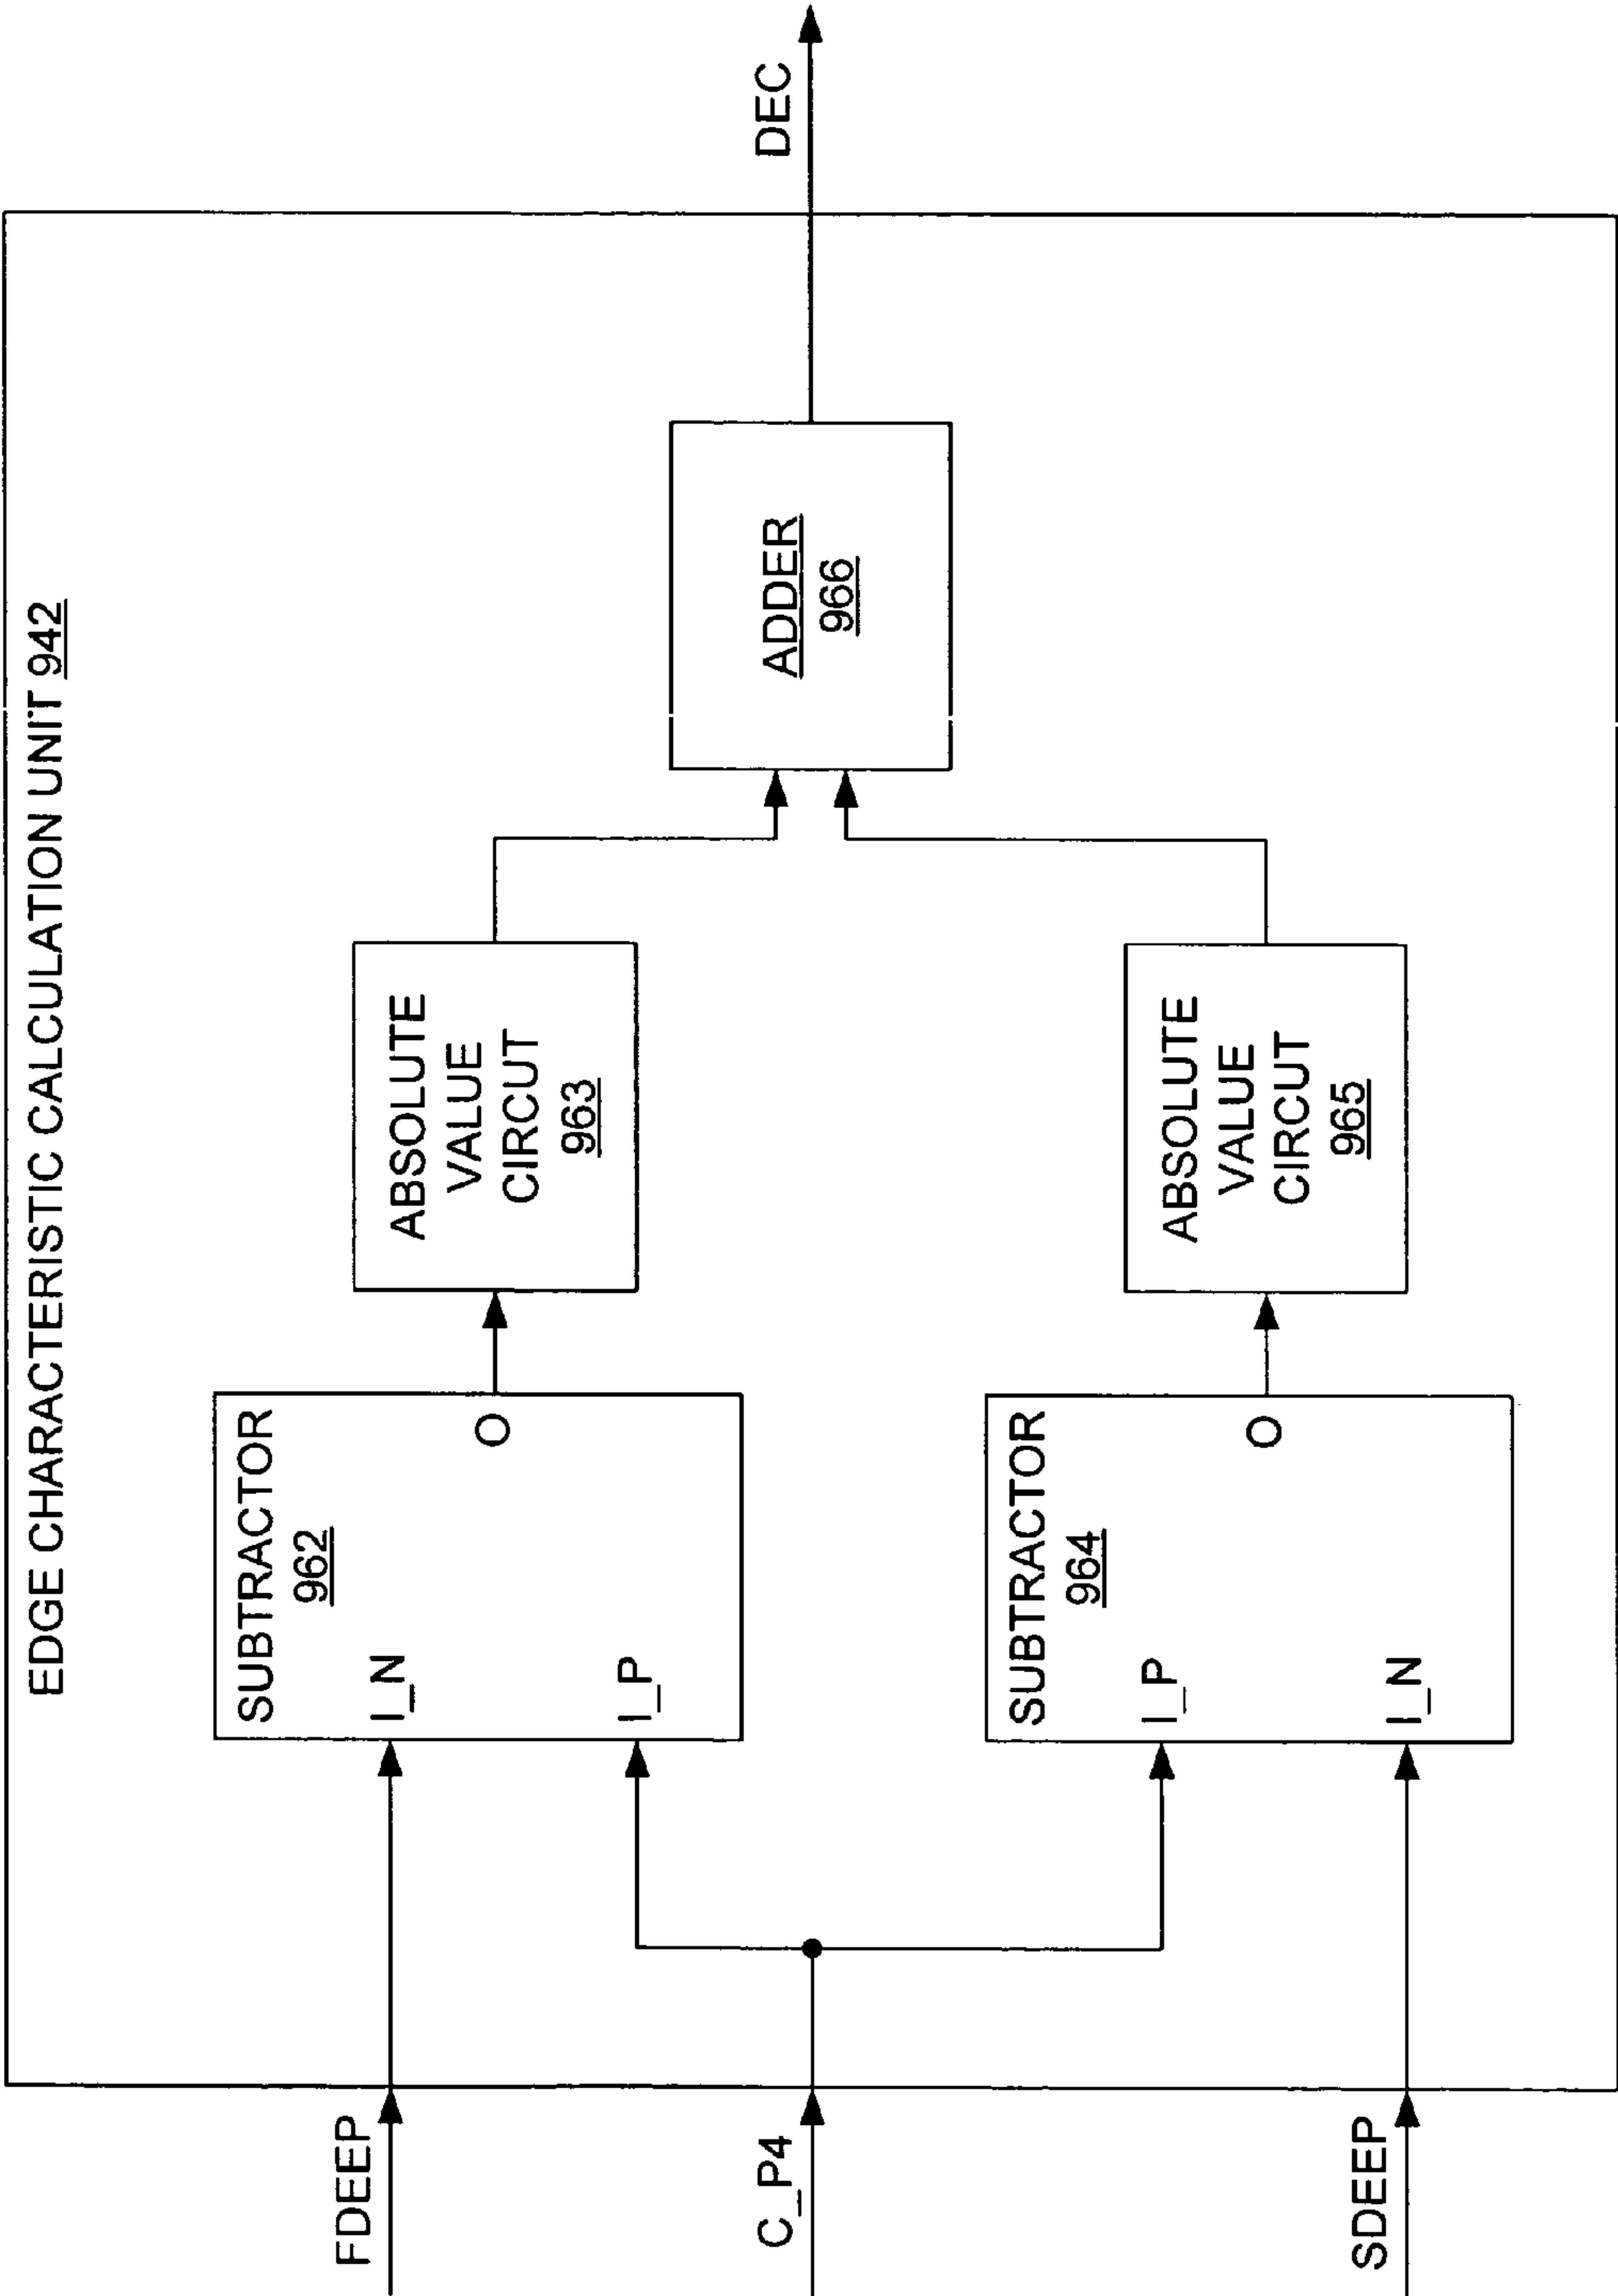 EDGE CHARACTERISTIC CALCULATION UNIT 942
FDEEP
SUBTRACTOR
962
I_N
I_P
O
ABSOLUTE
VALUE
CIRCUT
963
C_P4
ADDER
966
DEC
SUBTRACTOR
964
I_P
I_N
O
ABSOLUTE
VALUE
CIRCUT
965
SDEEP